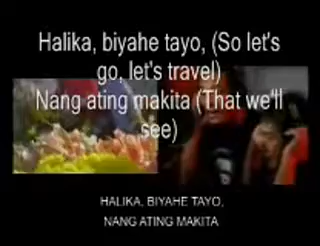 Halika, biyahe tayo, (So let's
go, let's travel)
Nang ating makita (That we'll
see)
HALIKA, BIYAHE TAYO,
NANG ATING MAKITA